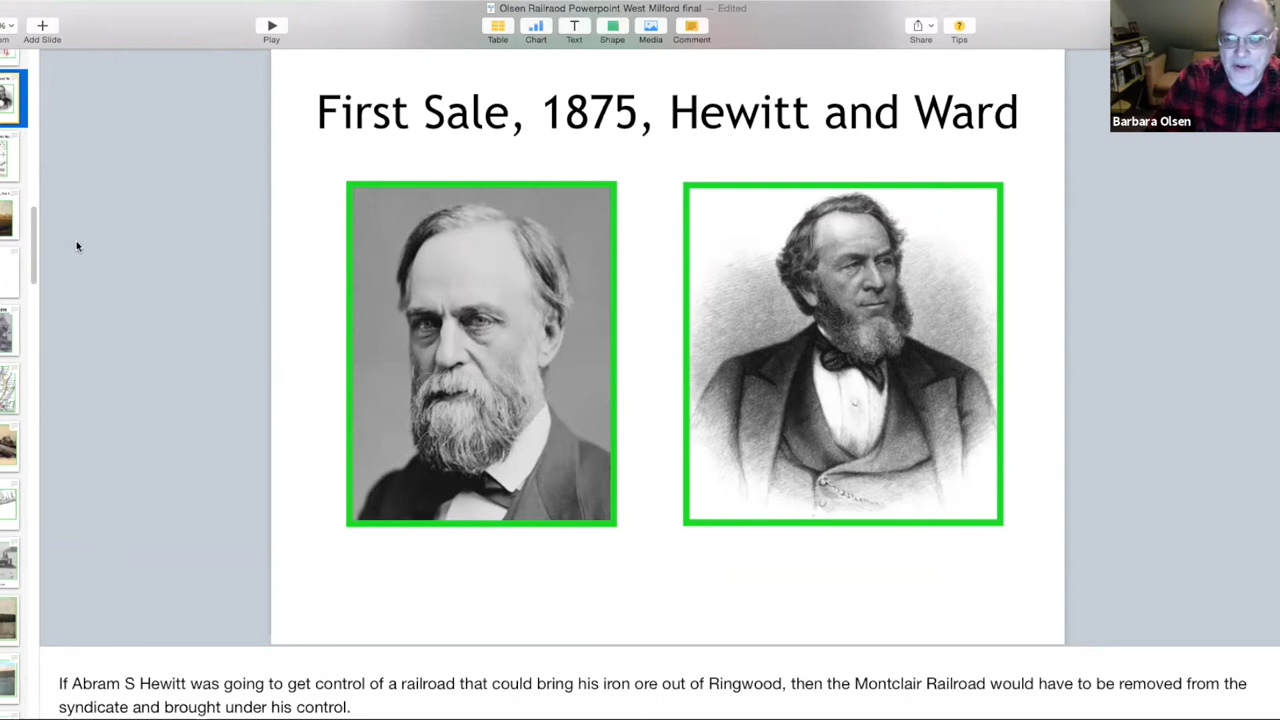 Olsen Railraod Powerpoint West Milford final — Edited
%
Add Slide
Play
Table
Chart
Text
Shape
Media
Comment
Share
Tips
T
?
First Sale, 1875, Hewitt and Ward
Barbara Olsen
If Abram S Hewitt was going to get control of a railroad that could bring his iron ore out of Ringwood, then the Montclair Railroad would have to be removed from the
syndicate and brought under his control.